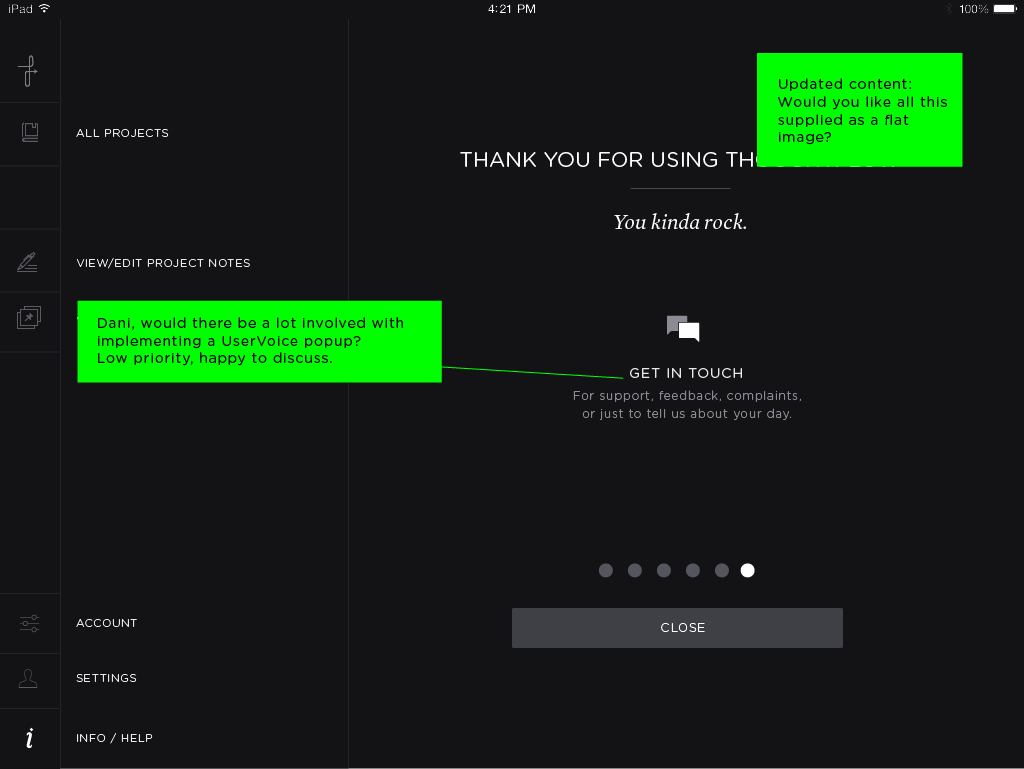 iPad
4:21 PM
100%
Updated content:
Would you like all this
supplied as a flat
image?
ALL PROJECTS
THANK YOU FOR USING
You kinda rock.
VIEW/EDIT PROJECT NOTES
Dani, would there be a lot involved with
implementing a UserVoice popup?
Low priority, happy to discuss.
GET IN TOUCH
For support, feedback, complaints,
or just to tell us about your day.
ACCOUNT
CLOSE
SETTINGS
i
INFO / HELP